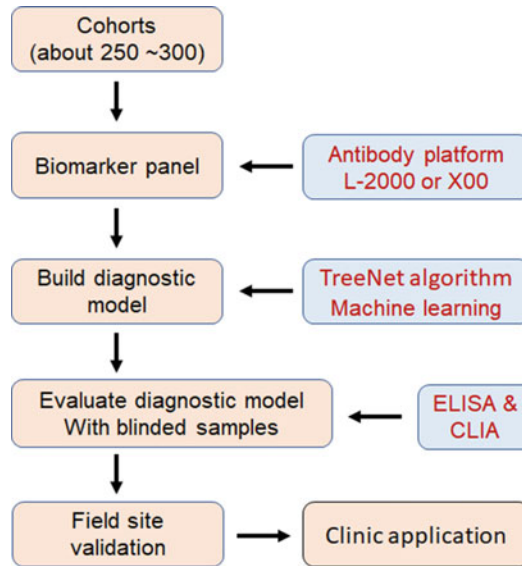 Cohorts
(about 250 ~300)
Biomarker panel
Antibody platform
L-2000 or X00
Build diagnostic
model
TreeNet algorithm
Machine learning
Evaluate diagnostic model
With blinded samples
ELISA &
CLIA
Field site
validation
Clinic application